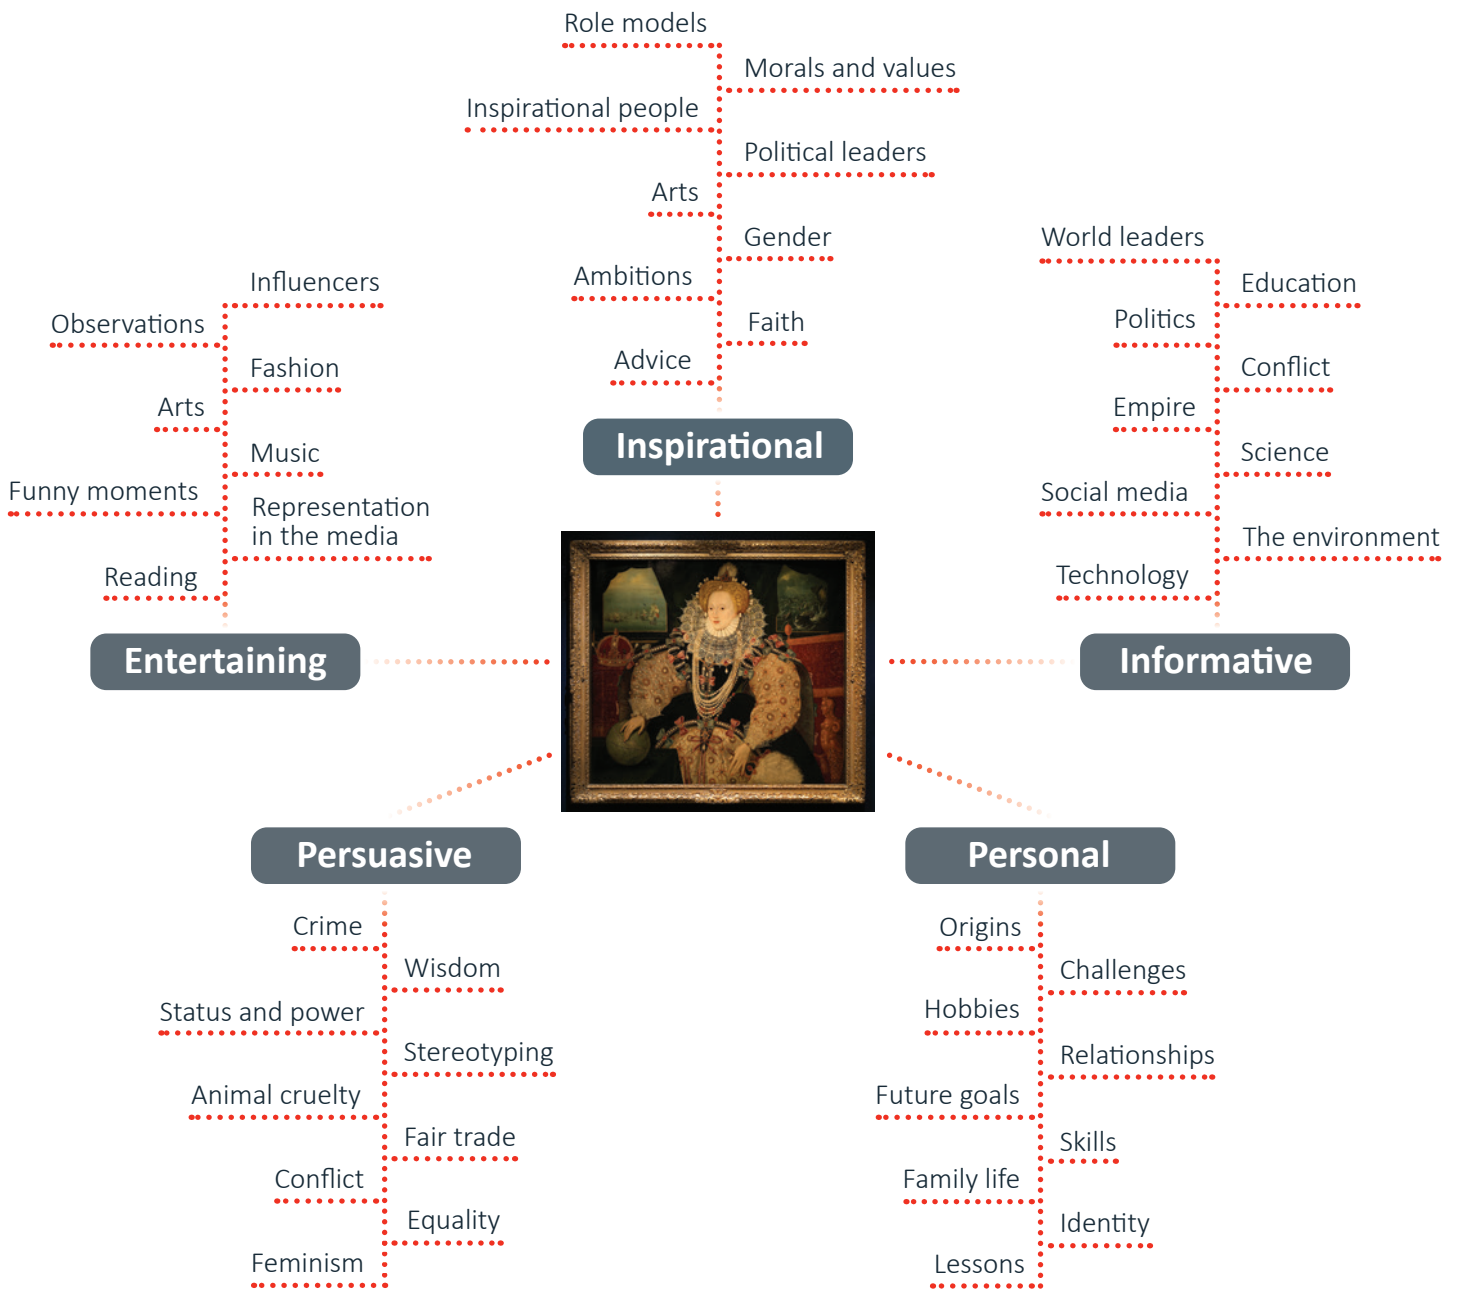 Role models
Morals and values
Inspirational people
Political leaders
Arts
Gender
Ambitions
Faith
Advice
Inspirational
Influencers
Observations
Fashion
Arts
Music
Funny moments
Representation
in the media
Reading
Entertaining
World leaders
Education
Politics
Conflict
Empire
Science
Social media
The environment
Technology
Informative
Persuasive
Crime
Wisdom
Status and power
Stereotyping
Animal cruelty
Fair trade
Conflict
Equality
Feminism
Personal
Origins
Challenges
Hobbies
Relationships
Future goals
Skills
Family life
Identity
Lessons